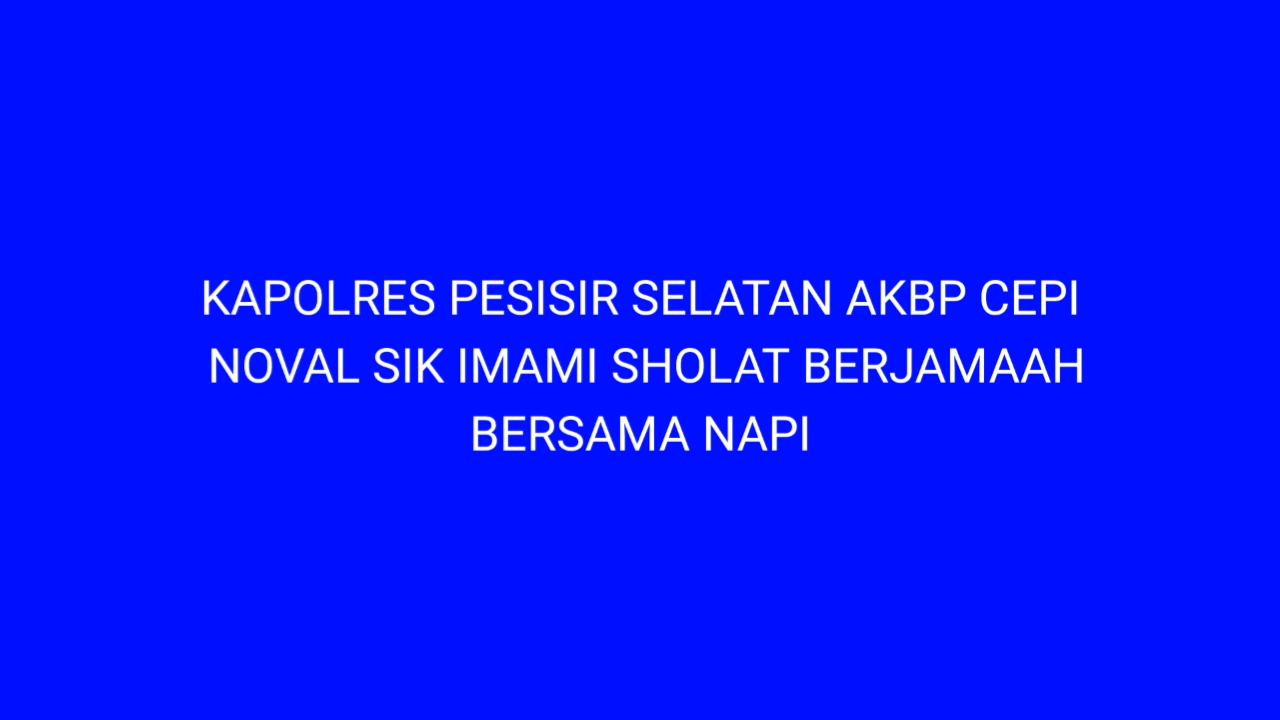 KAPOLRES PESISIR SELATAN AKBP CEPI
NOVAL SIK IMAMI SHOLAT BERJAMAAH
BERSAMA NAPI